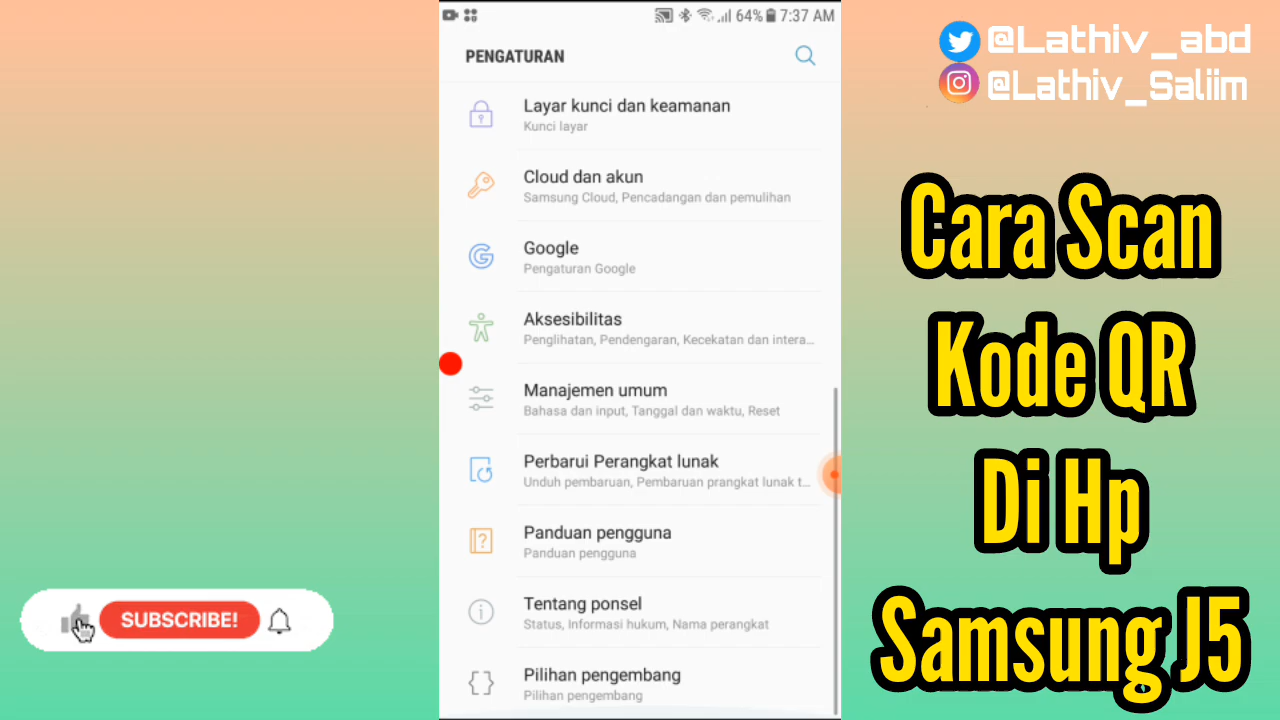 64% 7:37 AM
PENGATURAN
Layar kunci dan keamanan
Kunci layar
Cloud dan akun
Samsung Cloud, Pencadangan dan pemulihan
Google
Pengaturan Google
Aksesibilitas
Penglihatan, Pendengaran, Kecekatan dan intera...
Manajemen umum
Bahasa dan input, Tanggal dan waktu, Reset
Perbarui Perangkat lunak
Unduh pembaruan, Pembaruan prangkat lunak t...
Panduan pengguna
Panduan pengguna
Tentang ponsel
Status, Informasi hukum, Nama perangkat
Pilihan pengembang
Pilihan pengembang
SUBSCRIBE!
@Lathiv_abd
@Lathiv_Saliim
Cara Scan
Kode QR
Di Hp
Samsung J5